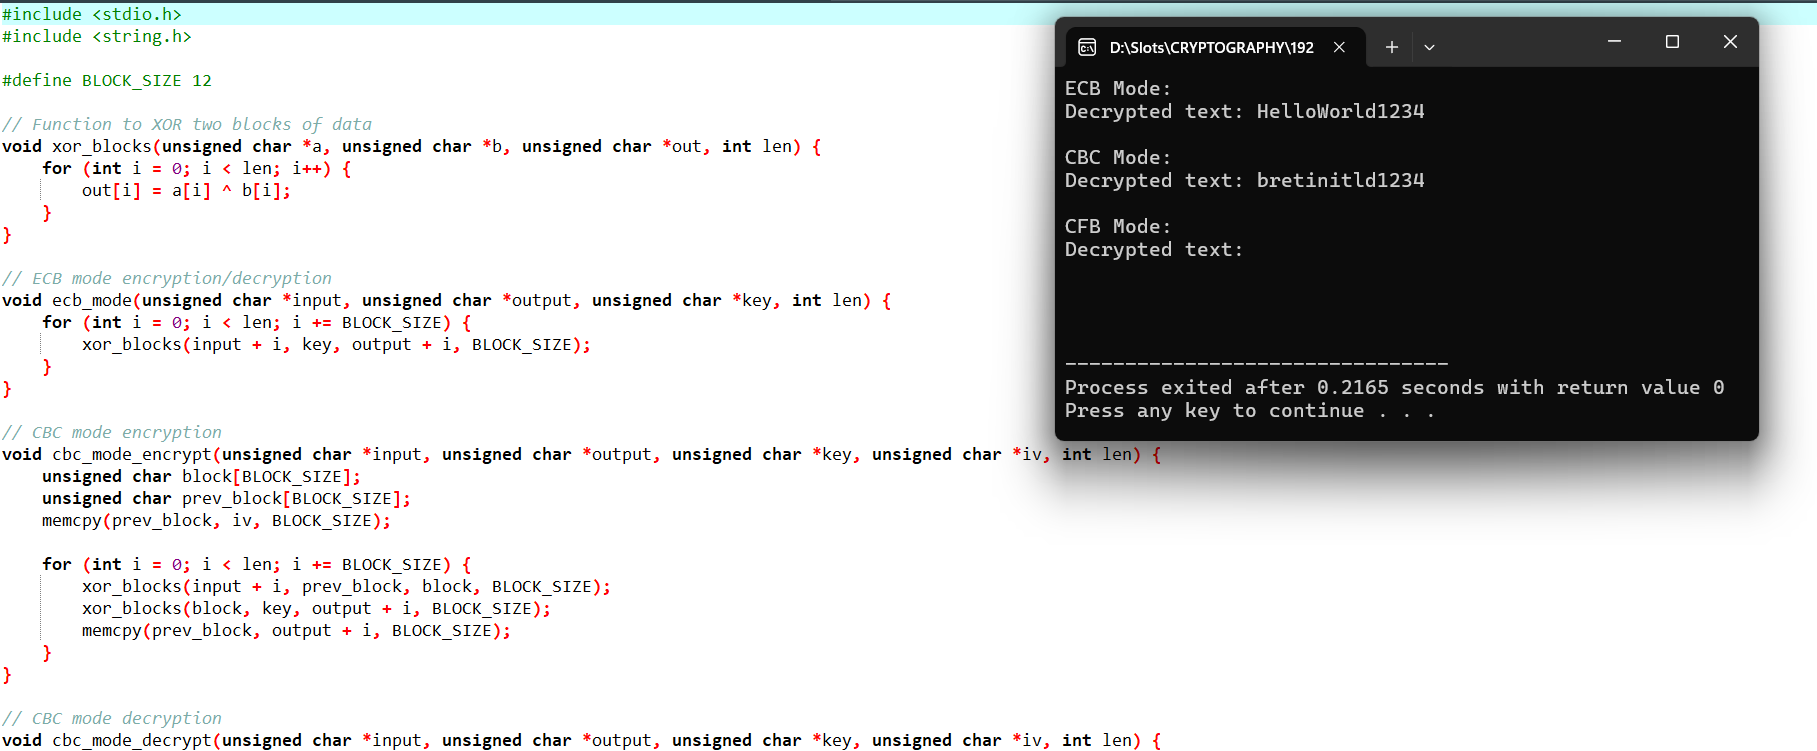 #include <stdio.h>
#include <string.h>
#define BLOCK_SIZE 12
// Function to XOR two blocks of data
void xor_blocks(unsigned char *a, unsigned char *b, unsigned char *out, int len) {
    for (int i = 0; i < len; i++) {
        out[i] = a[i] ^ b[i];
    }
}
// ECB mode encryption/decryption
void ecb_mode(unsigned char *input, unsigned char *output, unsigned char *key, int len) {
    for (int i = 0; i < len; i += BLOCK_SIZE) {
        xor_blocks(input + i, key, output + i, BLOCK_SIZE);
    }
}
// CBC mode encryption
void cbc_mode_encrypt(unsigned char *input, unsigned char *output, unsigned char *key, unsigned char *iv, int len) {
    unsigned char block[BLOCK_SIZE];
    unsigned char prev_block[BLOCK_SIZE];
    memcpy(prev_block, iv, BLOCK_SIZE);
    for (int i = 0; i < len; i += BLOCK_SIZE) {
        xor_blocks(input + i, prev_block, block, BLOCK_SIZE);
        xor_blocks(block, key, output + i, BLOCK_SIZE);
        memcpy(prev_block, output + i, BLOCK_SIZE);
    }
}
// CBC mode decryption
void cbc_mode_decrypt(unsigned char *input, unsigned char *output, unsigned char *key, unsigned char *iv, int len) {
D:\Slots\CRYPTOGRAPHY\192
ECB Mode:
Decrypted text: HelloWorld1234
CBC Mode:
Decrypted text: bretinitld1234
CFB Mode:
Decrypted text:
--------------------------------
Process exited after 0.2165 seconds with return value 0
Press any key to continue . . .